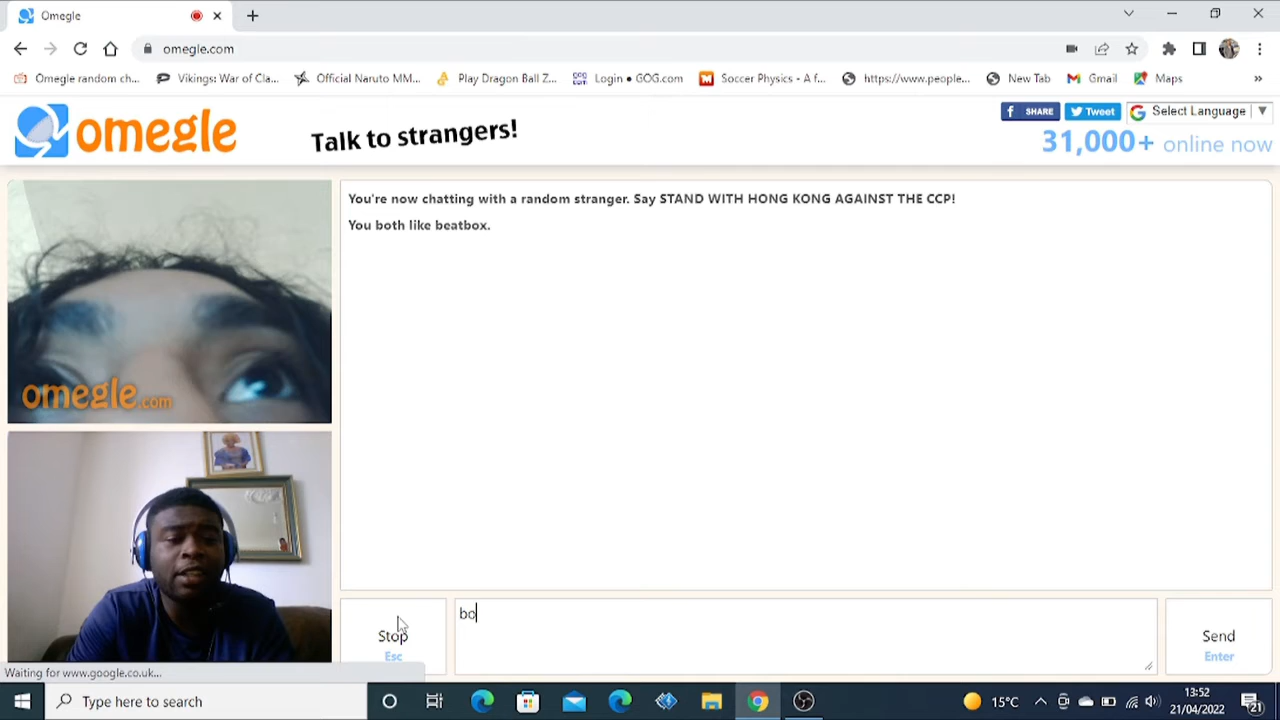 Omegle
omegle.com
Omegle random ch...
Vikings: War of Cla...
Official Naruto MM...
Play Dragon Ball Z...
Login • GOG.com
Soccer Physics - A f...
https://www.people...
New Tab
Gmail
Maps
»
omegle
Talk to strangers!
SHARE
Tweet
Select Language
31,000+ online now
You're now chatting with a random stranger. Say STAND WITH HONG KONG AGAINST THE CCP!
You both like beatbox.
omegle.com
Stop
Esc
bo
Send
Enter
Waiting for www.google.co.uk...
Type here to search
15°C
13:52
21/04/2022
21